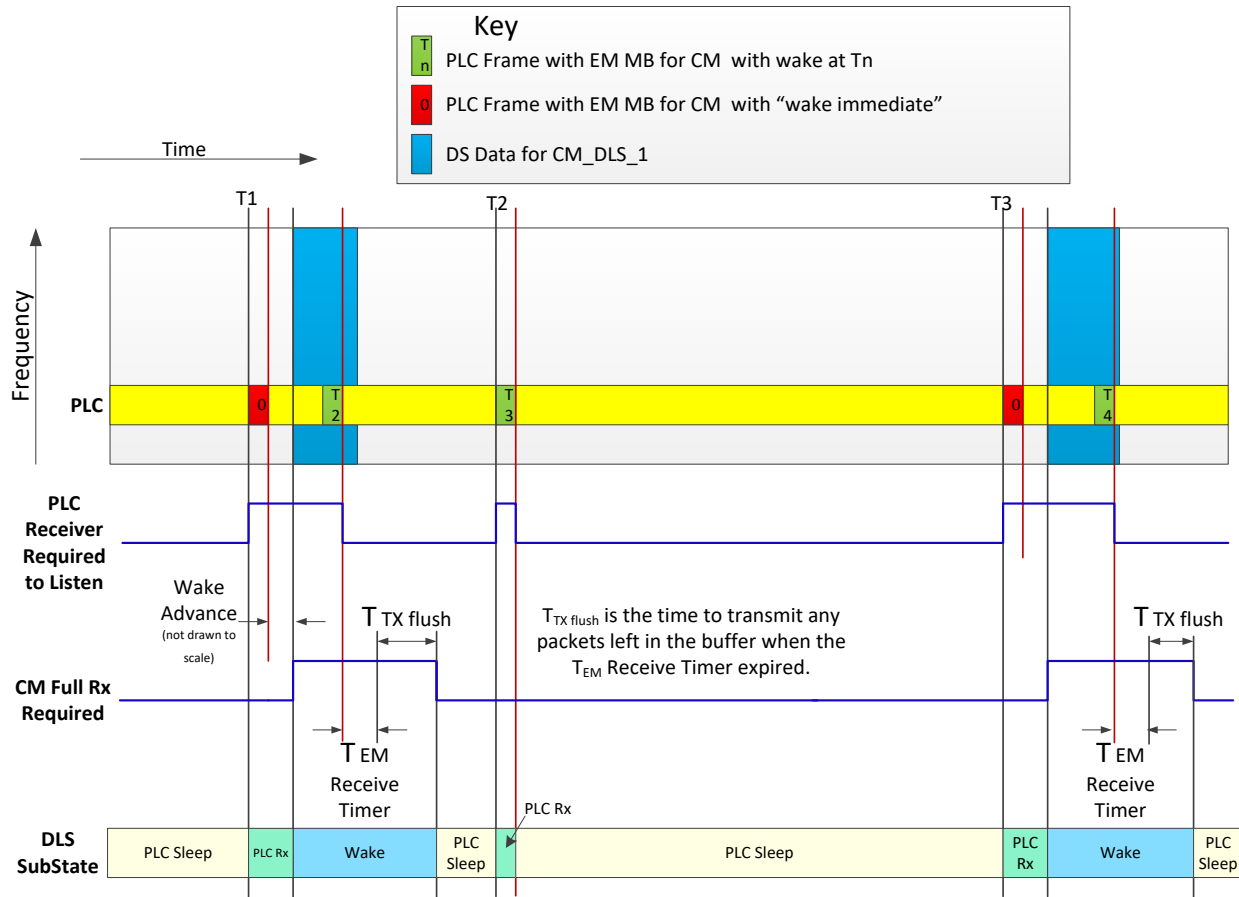 Key
T
n
PLC Frame with EM MB for CM with wake at Tn
0
PLC Frame with EM MB for CM with “wake immediate”
DS Data for CM_DLS_1
Time
T1
T2
T3
Frequency
PLC
0
T
2
T
3
0
T
4
PLC
Receiver
Required
to Listen
Wake
Advance
(not drawn to
scale)
T TX flush
TTX flush is the time to transmit any
packets left in the buffer when the
TEM Receive Timer expired.
T TX flush
CM Full Rx
Required
T EM
Receive
Timer
T EM
Receive
Timer
PLC Rx
DLS
SubState
PLC Sleep
PLC Rx
Wake
PLC
Sleep
PLC Sleep
PLC
Rx
Wake
PLC
Sleep